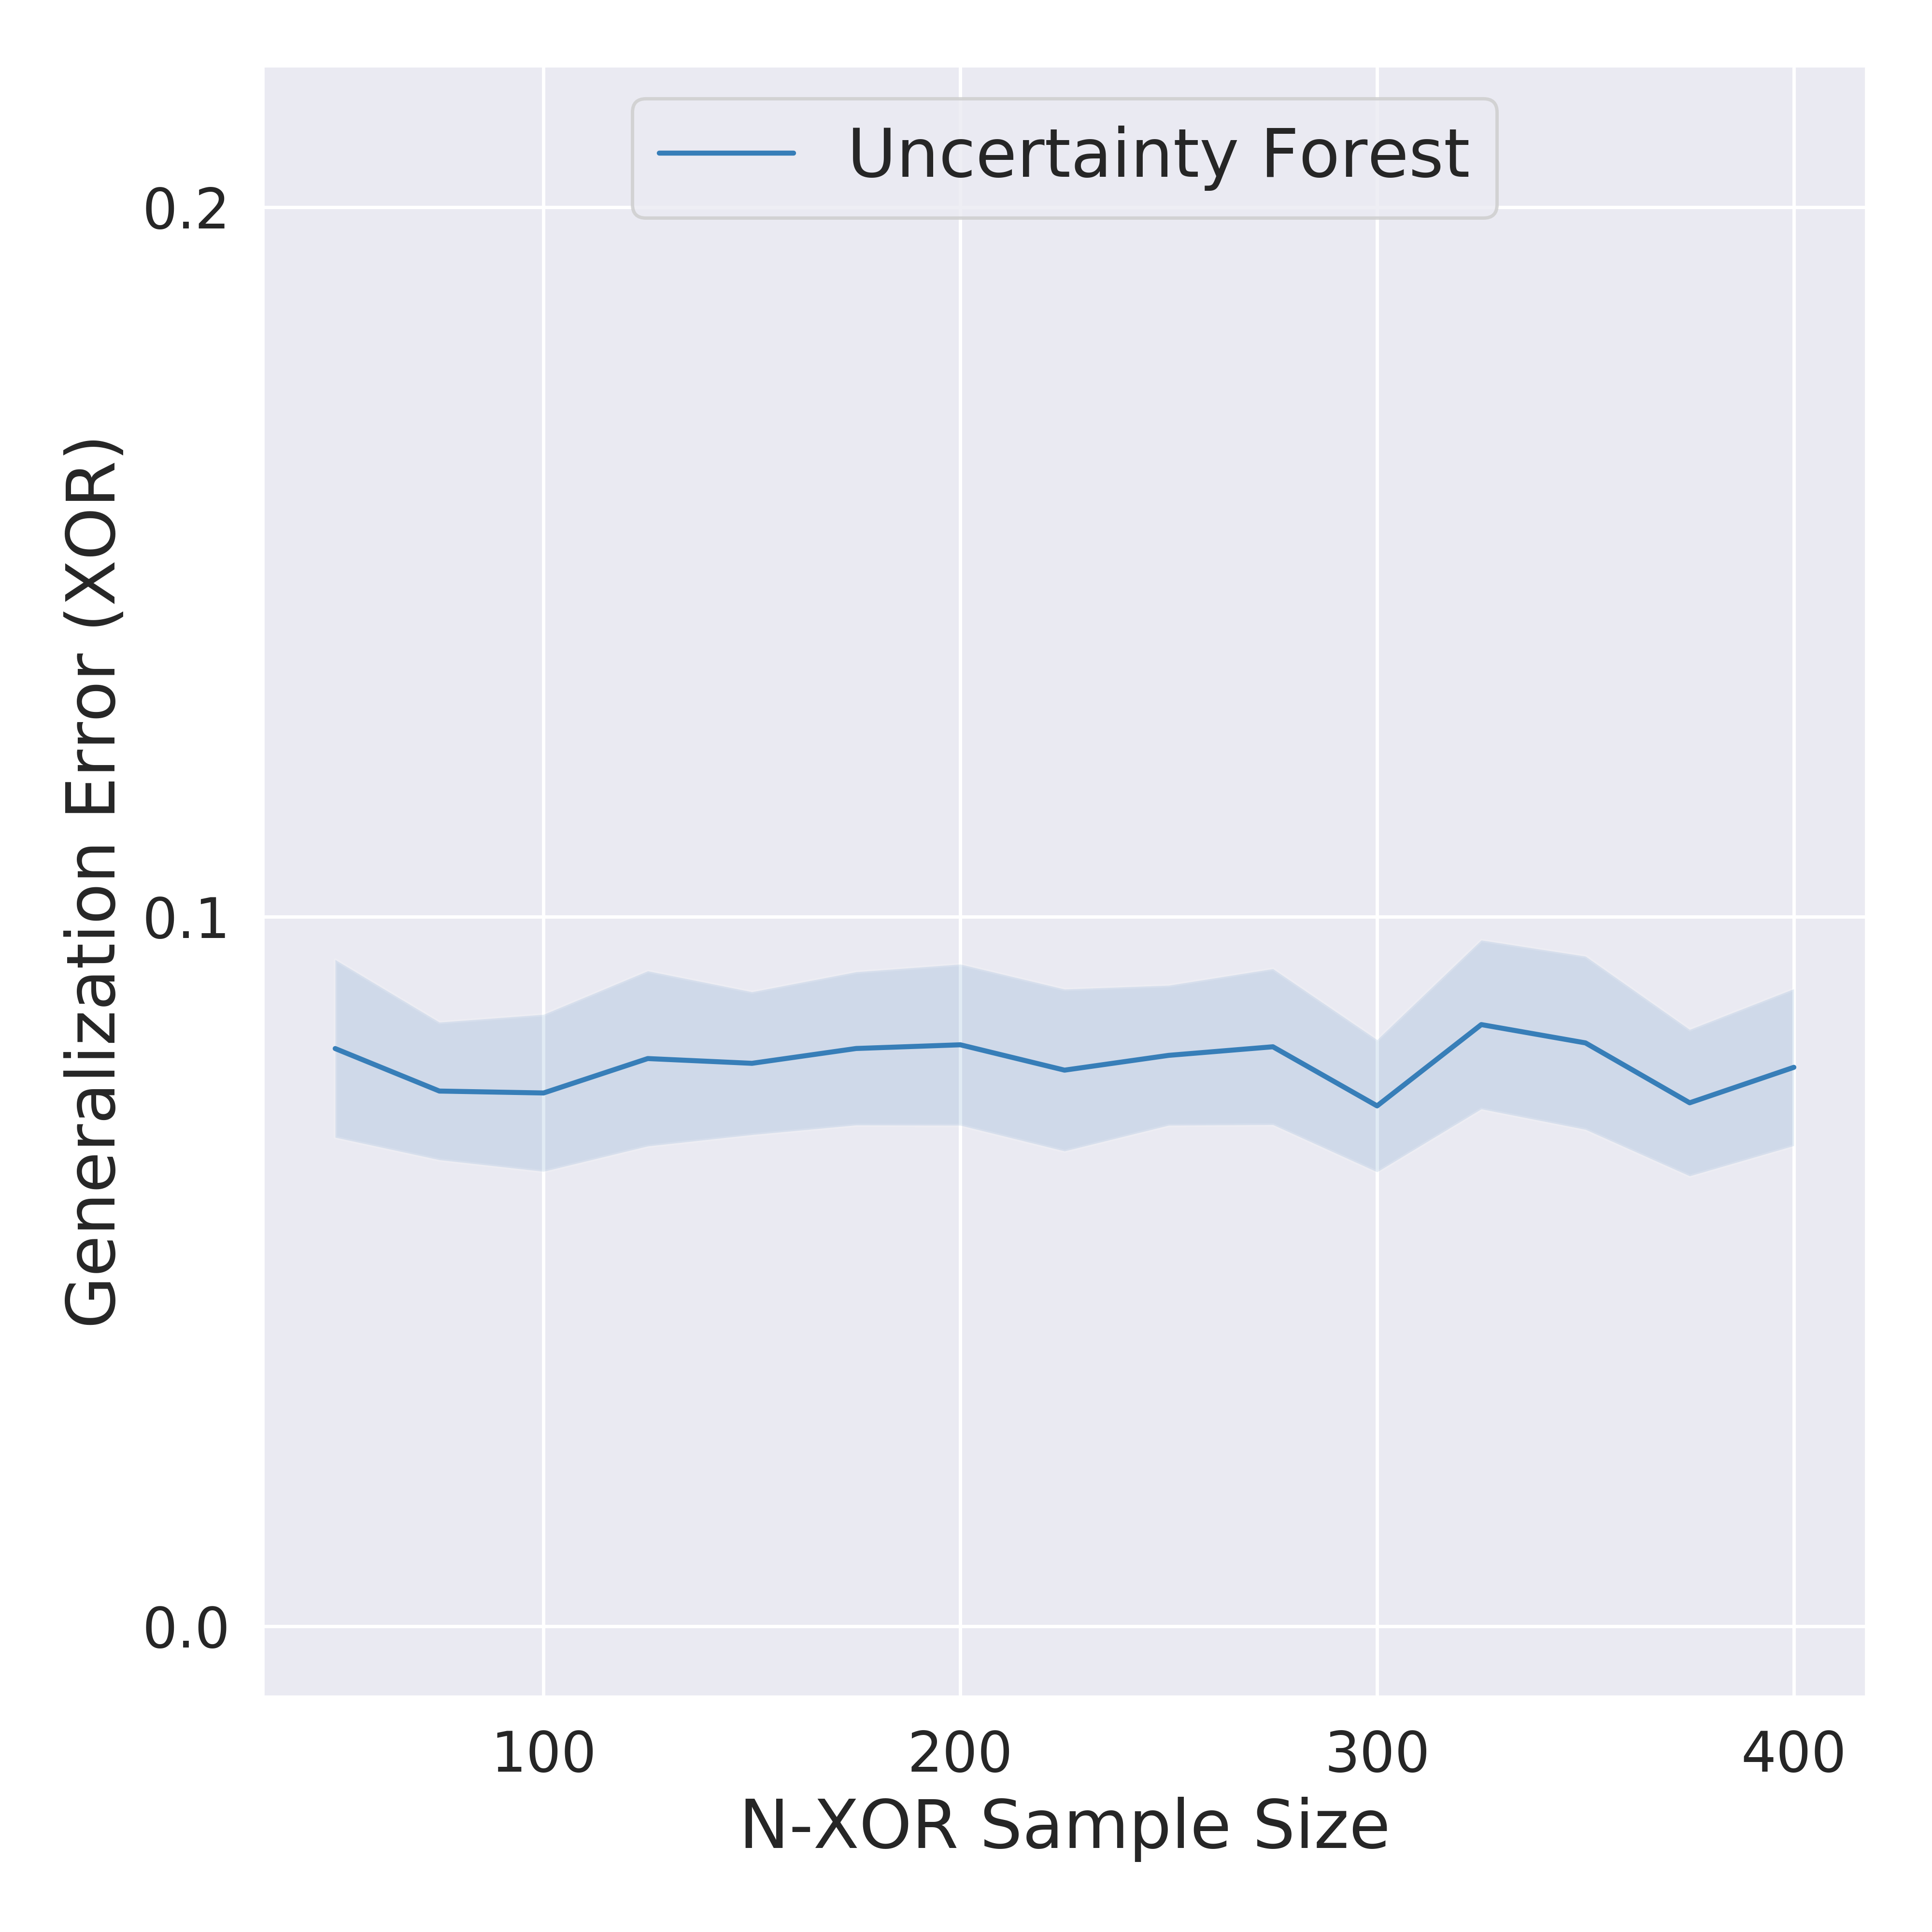 Uncertainty Forest
Generalization Error (XOR)
0.2
0.1
0.0
100 200 300 400
N-XOR Sample Size